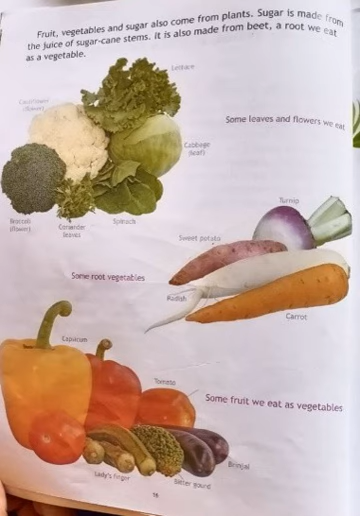 Fruit, vegetables and sugar also come from plants. Sugar is made from
the juice of sugar-cane stems. It is also made from beet, a root we eat
as a vegetable.
Lettuce
Cauliflower
(flower)
Some leaves and flowers we eat
Cabbage
(leaf)
Broccoli
(flower)
Coriander
leaves
Spinach
Turnip
Sweet potato
Some root vegetables
Radish
Carrot
Capsicum
Tomato
Some fruit we eat as vegetables
Brinjal
Lady's finger
Bitter gourd
16